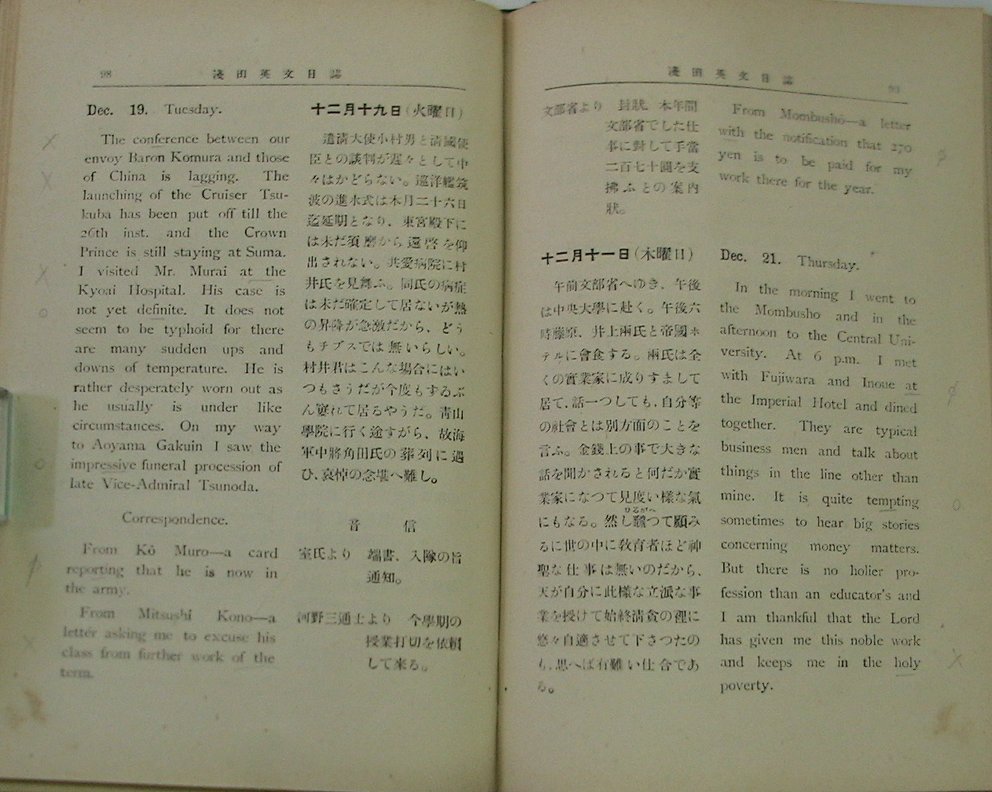 98
淺田英文日誌
Dec. 19. Tuesday.
The conference between our
envoy Baron Komura and those
of China is lagging. The
launching of the Cruiser Tsu-
kuba has been put off till the
26th inst. and the Crown
Prince is still staying at Suma.
I visited Mr. Murai at the
Kyoai Hospital. His case is
not yet definite. It does not
seem to be typhoid for there
are many sudden ups and
downs of temperature. He is
rather desperately worn out as
he usually is under like
circumstances. On my way
to Aoyama Gakuin I saw the
impressive funeral procession of
late Vice-Admiral Tsunoda.
Correspondence.
From Kô Muro—a card
reporting that he is now in
the army.
From Mitsushi Kono—a
letter asking me to excuse his
class from further work of the
term.
十二月十九日(火曜日)
遣淸大使小村男と淸國使
臣との談判が遲々として中
々はかどらない。巡洋艦筑
波の進水式は本月二十六日
迄延期となり、東宮殿下に
は未だ須磨から還啓を仰
出されない。共愛病院に村
井氏を見舞ふ。同氏の病症
は未だ確定して居ないが熱
の昇降が急激だから、どう
もチブスでは無いらしい。
村井君はこんな場合にはい
つもさうだが今度もずゐぶ
ん窶れて居るやうだ。靑山
學院に行く途すがら、故海
軍中將角田氏の葬列に遇
ひ、哀悼の念堪へ難し。
音信
室氏より 端書、入隊の旨
通知。
河野三通士より 今學期の
授業打切を依賴
して來る。
淺田英文日誌
文部省より 封狀、本年間
文部省でした仕
事に對して手當
二百七十圓を支
拂ふとの案內
狀。
From Mombusho—a letter
with the notification that 270
yen is to be paid for my
work there for the year.
十二月十一日(木曜日)
午前文部省へゆき、午後
は中央大學に赴く。午後六
時藤原、井上兩氏と帝國ホ
テルに會食する。兩氏は全
くの實業家に成りすまして
居て、話一つしても、自分等
の社會とは別方面のことを
言ふ。金錢上の事で大きな
話を聞かされると何だか實
業家になつて見度い樣な氣
にもなる。然し飜つて顧み
るに世の中に敎育者ほど神
聖な仕事は無いのだから、
天が自分に此樣な立派な事
業を授けて始終淸貧の裡に
悠々自適させて下さつたの
も、思へば有難い仕合であ
る。
Dec. 21. Thursday.
In the morning I went to
the Mombusho and in the
afternoon to the Central Uni-
versity. At 6 p.m. I met
with Fujiwara and Inoue at
the Imperial Hotel and dined
together. They are typical
business men and talk about
things in the line other than
mine. It is quite tempting
sometimes to hear big stories
concerning money matters.
But there is no holier pro-
fession than an educator's and
I am thankful that the Lord
has given me this noble work
and keeps me in the holy
poverty.